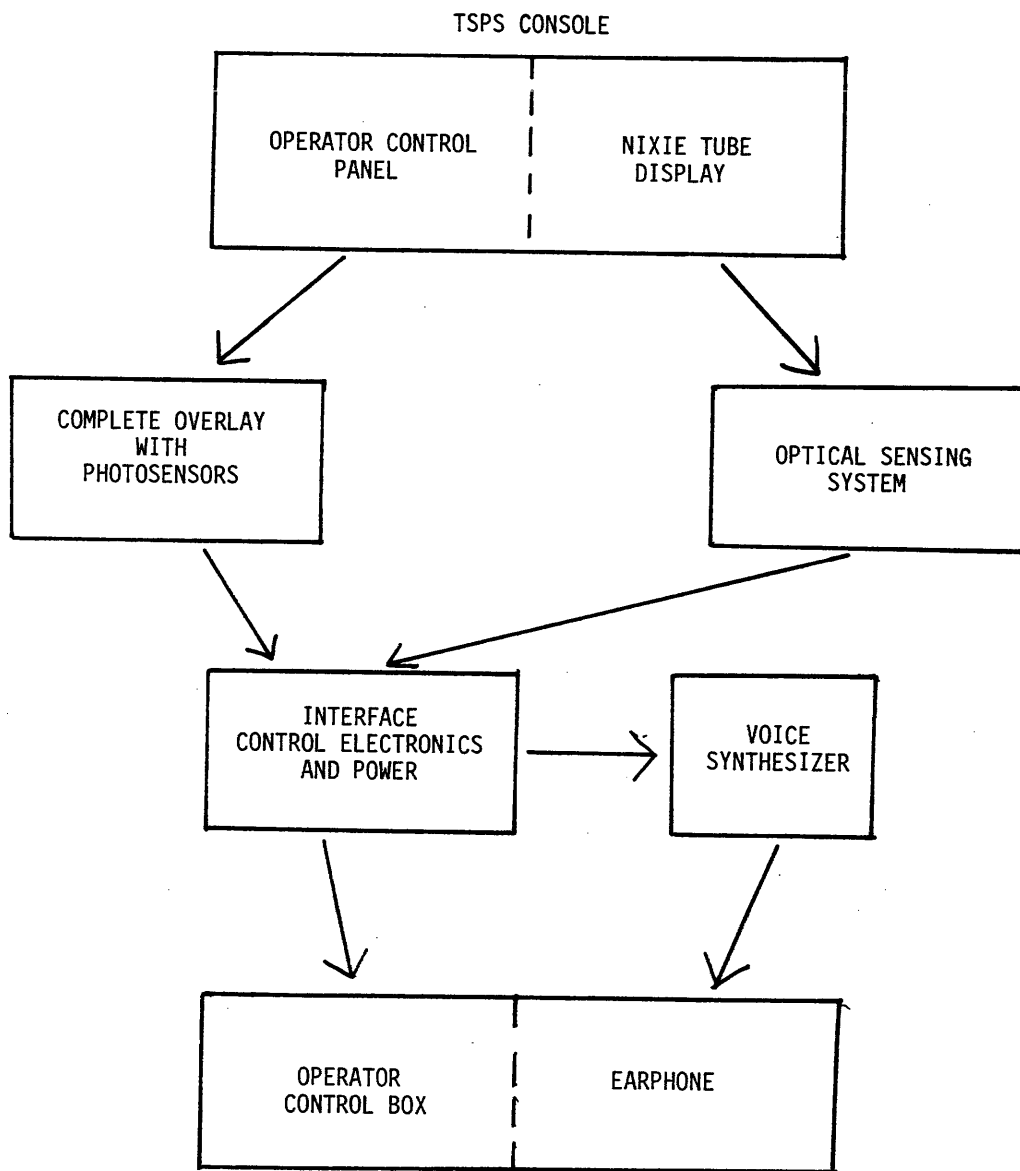 TSPS CONSOLE
OPERATOR CONTROL
PANEL
NIXIE TUBE
DISPLAY
COMPLETE OVERLAY
WITH
PHOTOSENSORS
OPTICAL SENSING
SYSTEM
INTERFACE
CONTROL ELECTRONICS
AND POWER
VOICE
SYNTHESIZER
OPERATOR
CONTROL BOX
EARPHONE